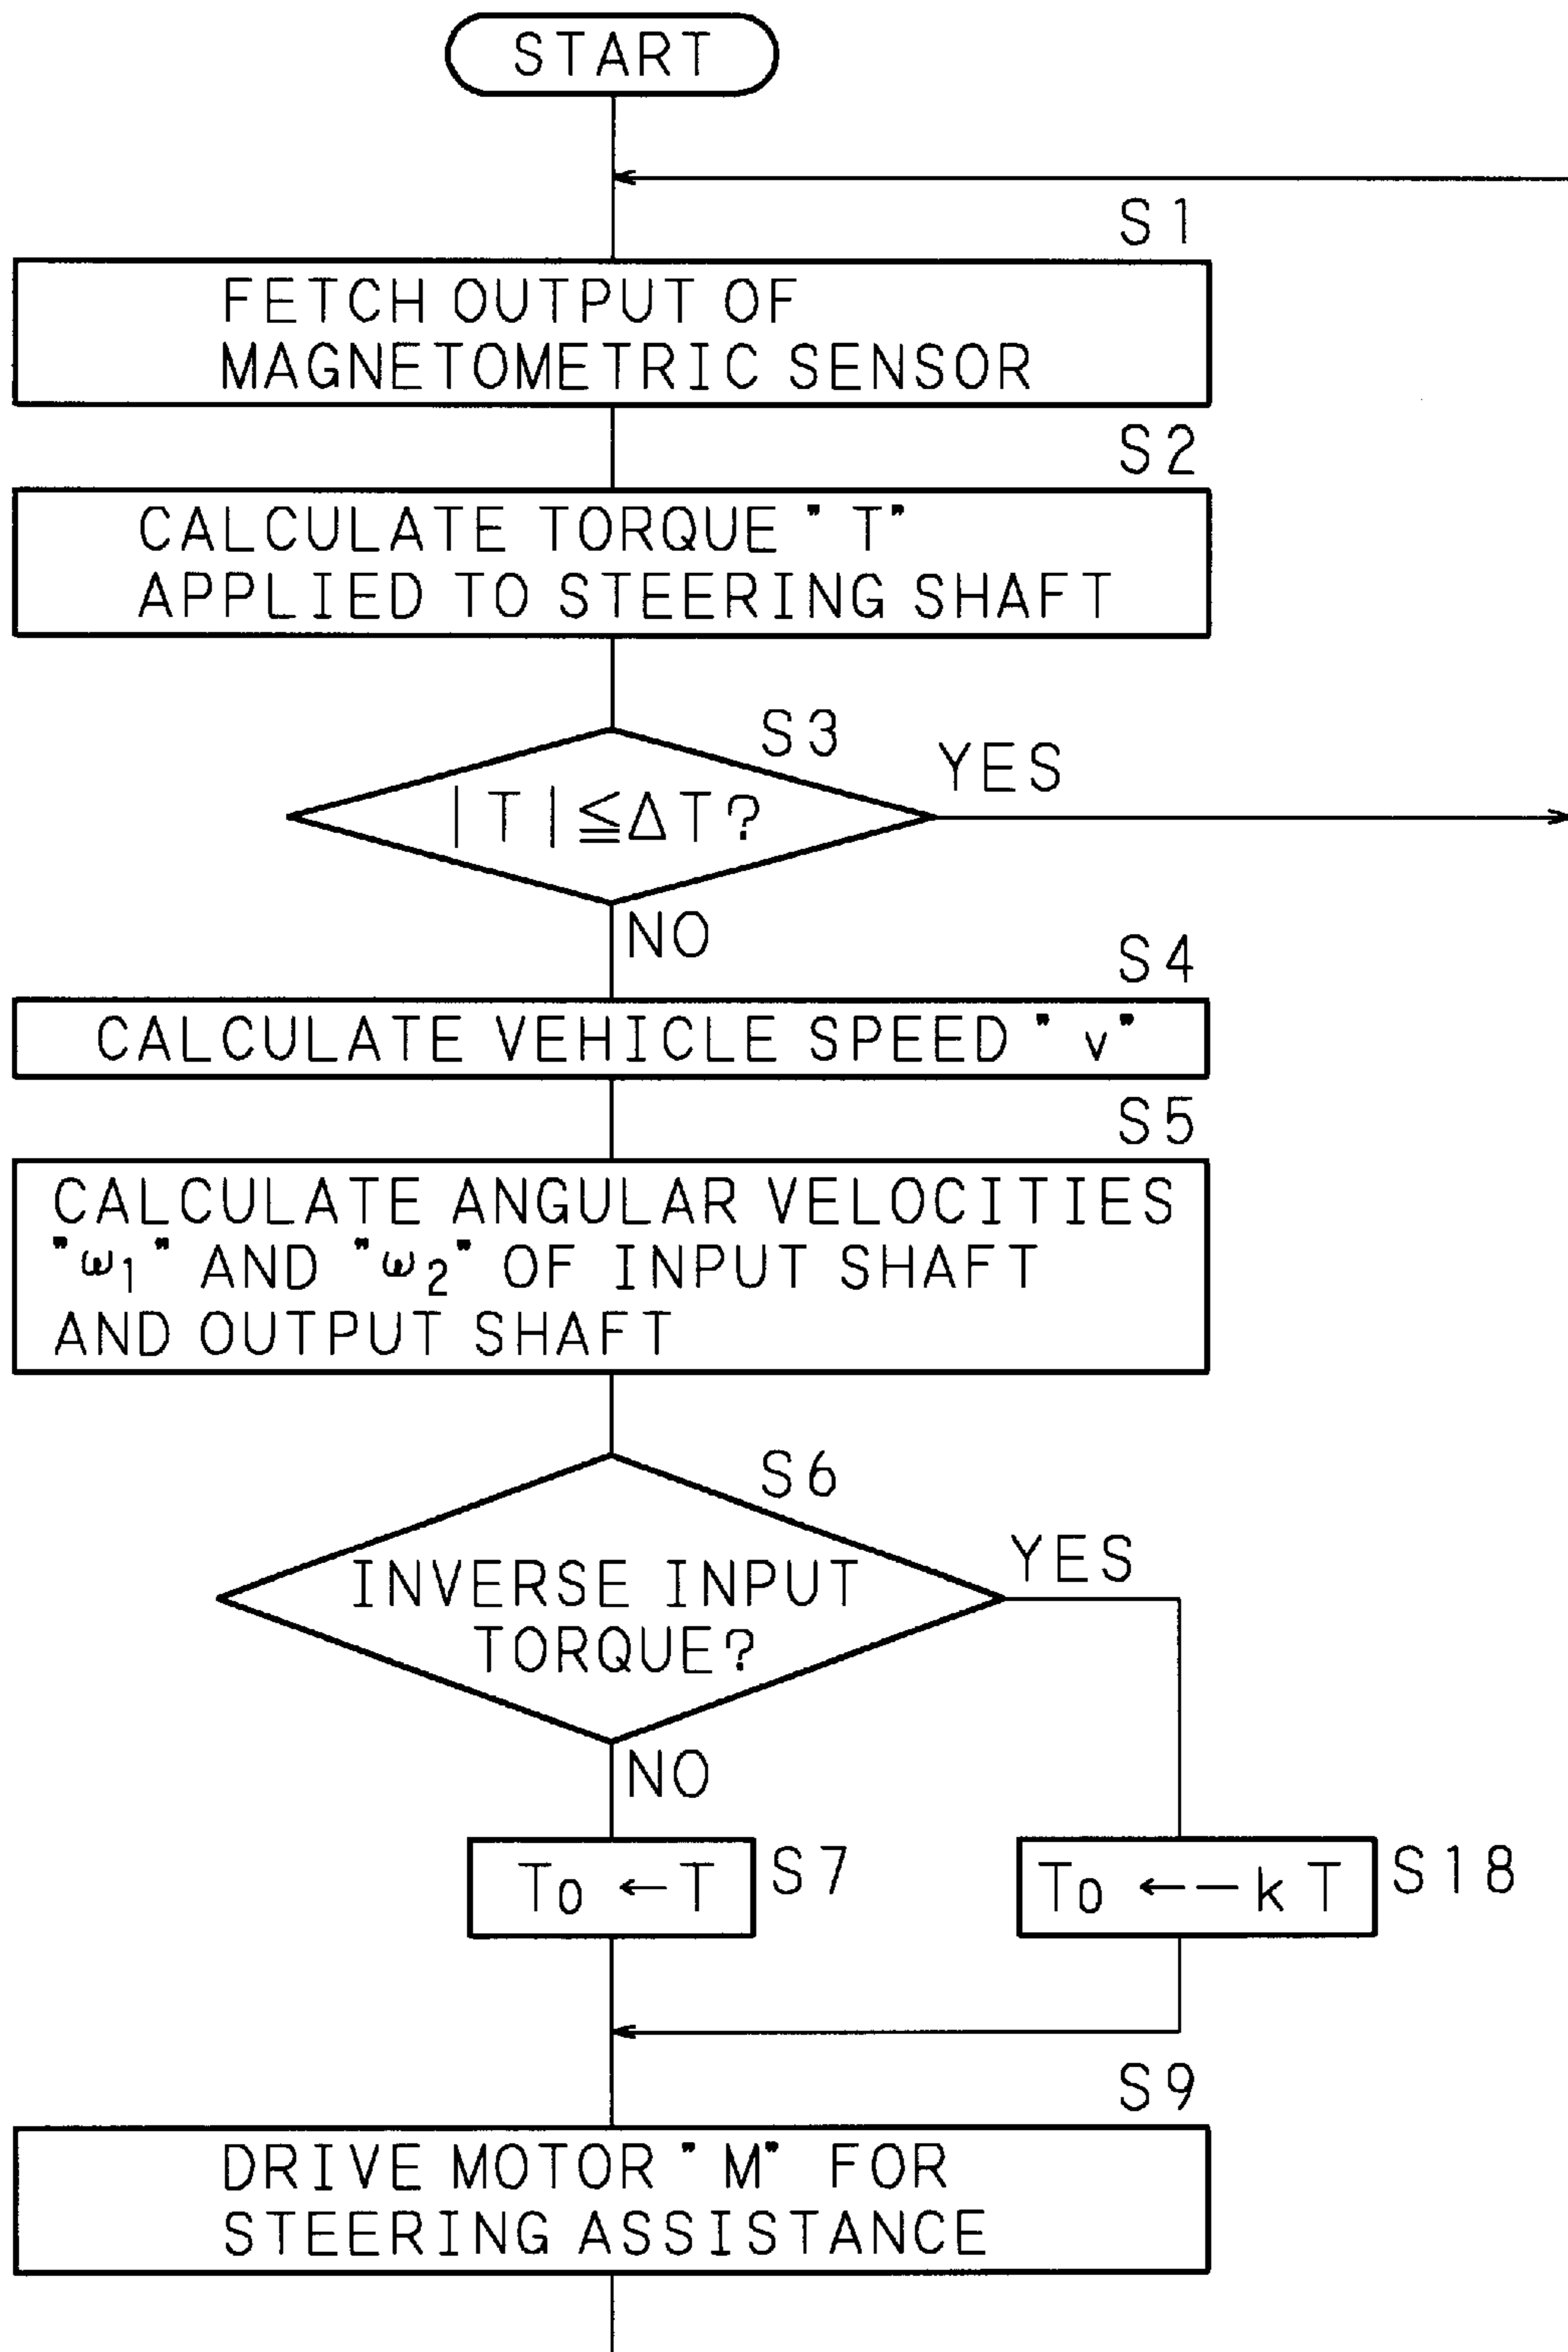 START
S1
FETCH OUTPUT OF
MAGNETOMETRIC SENSOR
S2
CALCULATE TORQUE "T"
APPLIED TO STEERING SHAFT
S3
|T|≦ΔT?
YES
NO
S4
CALCULATE VEHICLE SPEED "v"
S5
CALCULATE ANGULAR VELOCITIES
"ω1" AND "ω2" OF INPUT SHAFT
AND OUTPUT SHAFT
S6
INVERSE INPUT
TORQUE?
YES
NO
To ←T
S7
To ←−kT
S18
S9
DRIVE MOTOR "M" FOR
STEERING ASSISTANCE